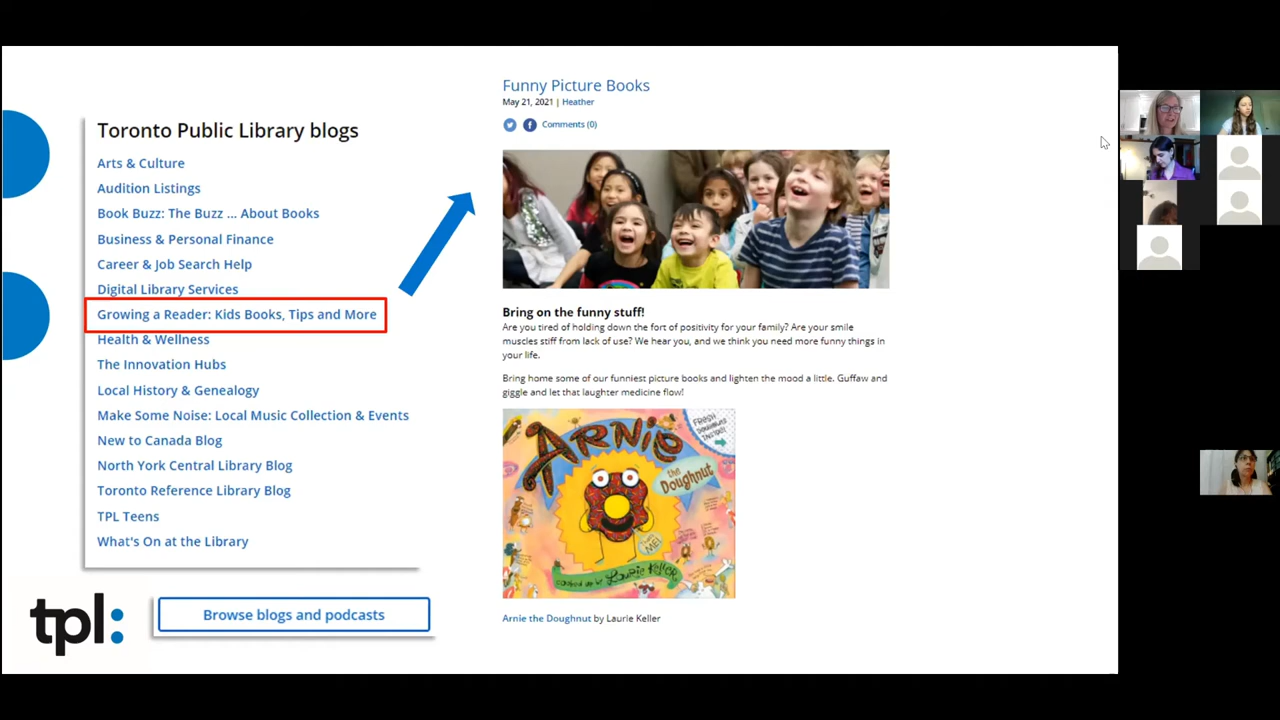 Toronto Public Library blogs
Arts & Culture
Audition Listings
Book Buzz: The Buzz ... About Books
Business & Personal Finance
Career & Job Search Help
Digital Library Services
Growing a Reader: Kids Books, Tips and More
Health & Wellness
The Innovation Hubs
Local History & Genealogy
Make Some Noise: Local Music Collection & Events
New to Canada Blog
North York Central Library Blog
Toronto Reference Library Blog
TPL Teens
What's On at the Library
tpl:
Browse blogs and podcasts
Funny Picture Books
May 21, 2021 | Heather
Comments (0)
Bring on the funny stuff!
Are you tired of holding down the fort of positivity for your family? Are your smile
muscles stiff from lack of use? We hear you, and we think you need more funny things in
your life.
Bring home some of our funniest picture books and lighten the mood a little. Guffaw and
giggle and let that laughter medicine flow!
ARNIE
the Doughnut
FRESH
DOUGHNUTS
INSIDE!
THAT'S
ME!
by Laurie Keller
Arnie the Doughnut by Laurie Keller